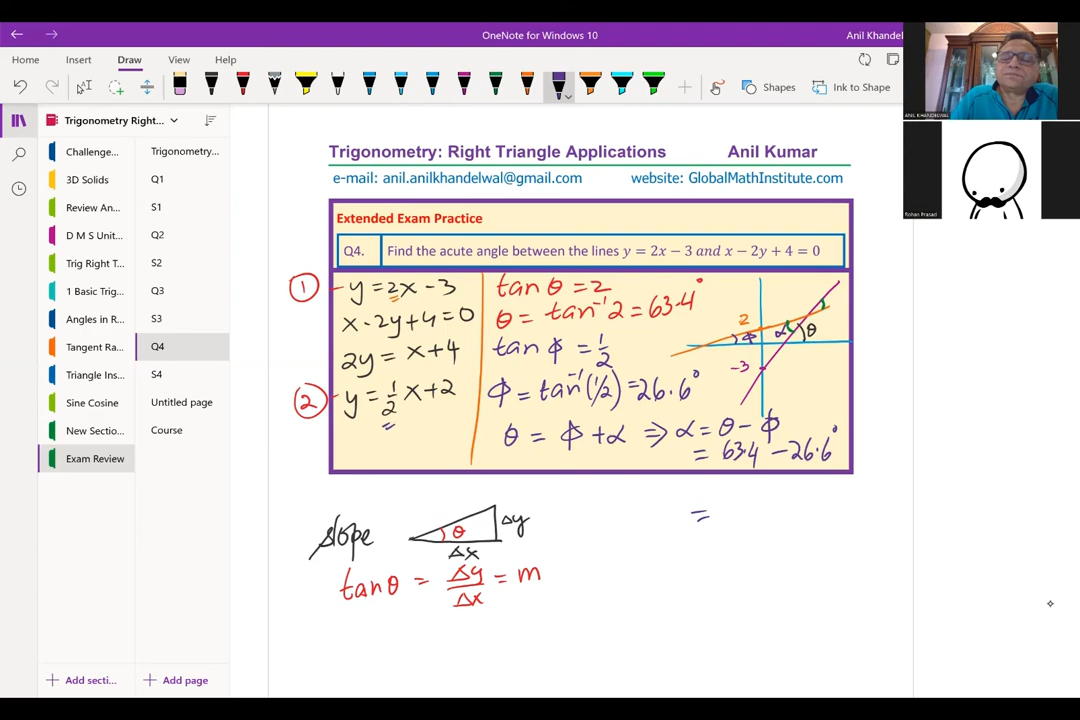 OneNote for Windows 10
Anil Khandel
Home Insert Draw View Help
Shapes
Ink to Shape
Trigonometry Right...
Challenge...
3D Solids
Review An...
D M S Unit...
Trig Right T...
1 Basic Trig
Angles in R...
Tangent Ra...
Triangle Ins...
Sine Cosine
New Sectio...
Exam Review
Add secti...
Trigonometry...
Q1
S1
Q2
S2
Q3
S3
Q4
S4
Untitled page
Course
Add page
ANIL KHANDELWAL
Rohan Prasad
Trigonometry: Right Triangle Applications Anil Kumar
e-mail: anil.anilkhandelwal@gmail.com website: GlobalMathInstitute.com
Extended Exam Practice
Q4. Find the acute angle between the lines y = 2x − 3 and x − 2y + 4 = 0
① y = 2x - 3
x - 2y + 4 = 0
2y = x + 4
② y = 1/2 x + 2
tan θ = 2
θ = tan⁻¹ 2 = 63.4°
tan ϕ = 1/2
ϕ = tan⁻¹(1/2) = 26.6°
θ = ϕ + α ⇒ α = θ - ϕ
= 63.4 - 26.6°
=
2
ϕ α θ
-3
slope
θ
Δy
Δx
tan θ = Δy/Δx = m